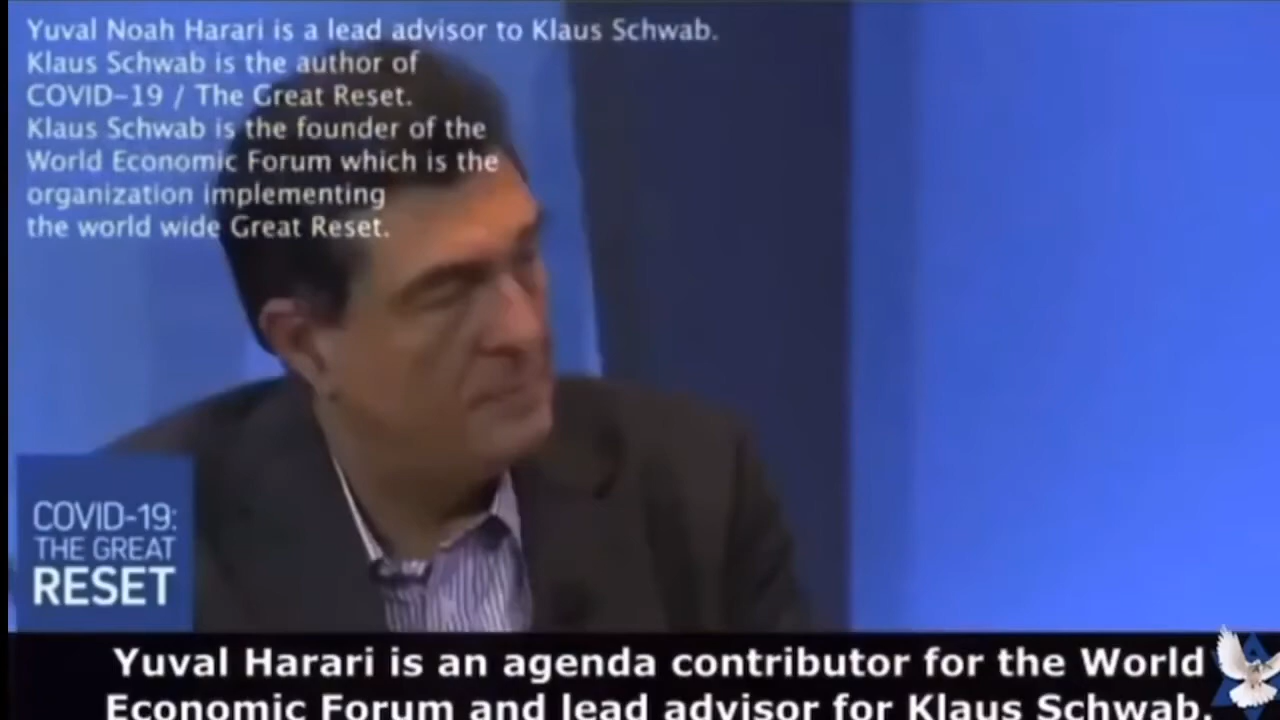 Yuval Noah Harari is a lead advisor to Klaus Schwab.
Klaus Schwab is the author of
COVID–19 / The Great Reset.
Klaus Schwab is the founder of the
World Economic Forum which is the
organization implementing
the world wide Great Reset.
COVID-19:
THE GREAT
RESET
Yuval Harari is an agenda contributor for the World
Economic Forum and lead advisor for Klaus Schwab.